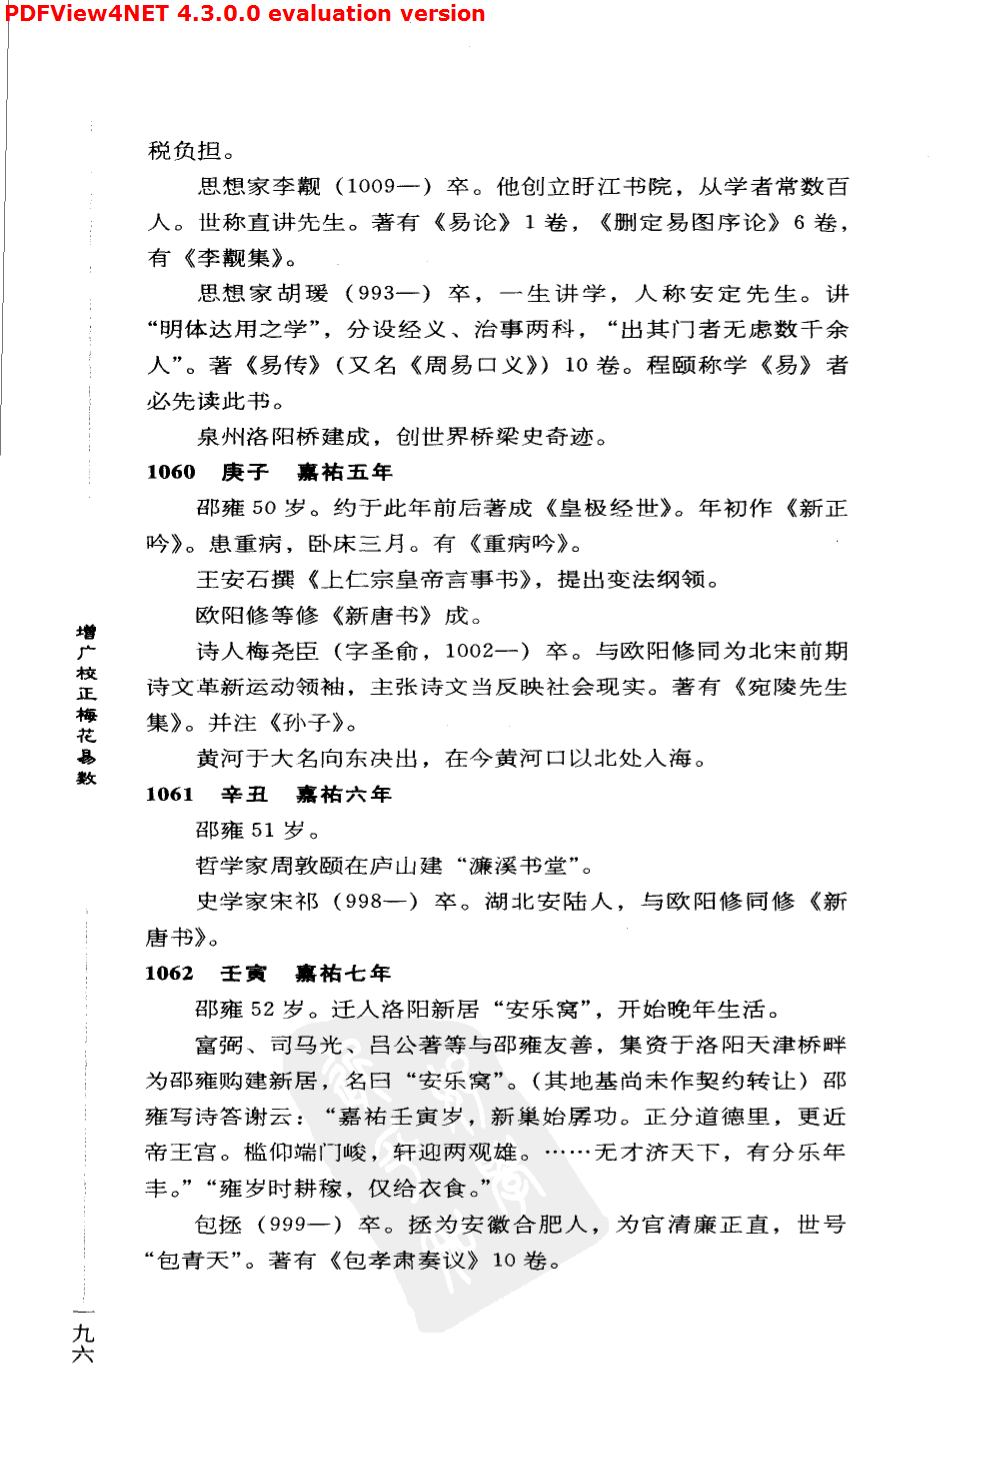 PDFView4NET 4.3.0.0 evaluation version
税负担。
思想家李觏（1009—）卒。他创立盱江书院，从学者常数百
人。世称直讲先生。著有《易论》1卷，《删定易图序论》6卷，
有《李觏集》。
思想家胡瑗（993—）卒，一生讲学，人称安定先生。讲
“明体达用之学”，分设经义、治事两科，“出其门者无虑数千余
人”。著《易传》（又名《周易口义》）10卷。程颐称学《易》者
必先读此书。
泉州洛阳桥建成，创世界桥梁史奇迹。
1060 庚子 嘉祐五年
邵雍50岁。约于此年前后著成《皇极经世》。年初作《新正
吟》。患重病，卧床三月。有《重病吟》。
王安石撰《上仁宗皇帝言事书》，提出变法纲领。
欧阳修等修《新唐书》成。
诗人梅尧臣（字圣俞，1002—）卒。与欧阳修同为北宋前期
诗文革新运动领袖，主张诗文当反映社会现实。著有《宛陵先生
集》。并注《孙子》。
黄河于大名向东决出，在今黄河口以北处入海。
1061 辛丑 嘉祐六年
邵雍51岁。
哲学家周敦颐在庐山建“濂溪书堂”。
史学家宋祁（998—）卒。湖北安陆人，与欧阳修同修《新
唐书》。
1062 壬寅 嘉祐七年
邵雍52岁。迁入洛阳新居“安乐窝”，开始晚年生活。
富弼、司马光、吕公著等与邵雍友善，集资于洛阳天津桥畔
为邵雍购建新居，名曰“安乐窝”。（其地基尚未作契约转让）邵
雍写诗答谢云：“嘉祐壬寅岁，新巢始孱功。正分道德里，更近
帝王宫。槛仰端门峻，轩迎两观雄。……无才济天下，有分乐年
丰。”“雍岁时耕稼，仅给衣食。”
包拯（999—）卒。拯为安徽合肥人，为官清廉正直，世号
“包青天”。著有《包孝肃奏议》10卷。
增广校正梅花易数
一九六